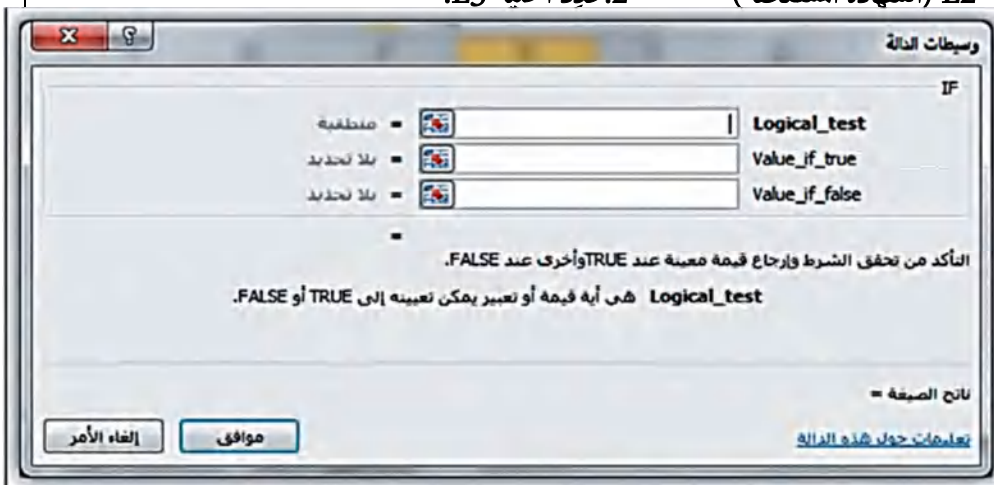 وسيطات الدالة
IF
Logical_test = منطقية
Value_if_true = بلا تحديد
Value_if_false = بلا تحديد
=
التأكد من تحقق الشرط وإرجاع قيمة معينة عند TRUE وأخرى عند FALSE.
Logical_test هي أية قيمة أو تعبير يمكن تعيينه إلى TRUE أو FALSE.
ناتج الصيغة =
تعليمات حول هذه الدالة
موافق
إلغاء الأمر